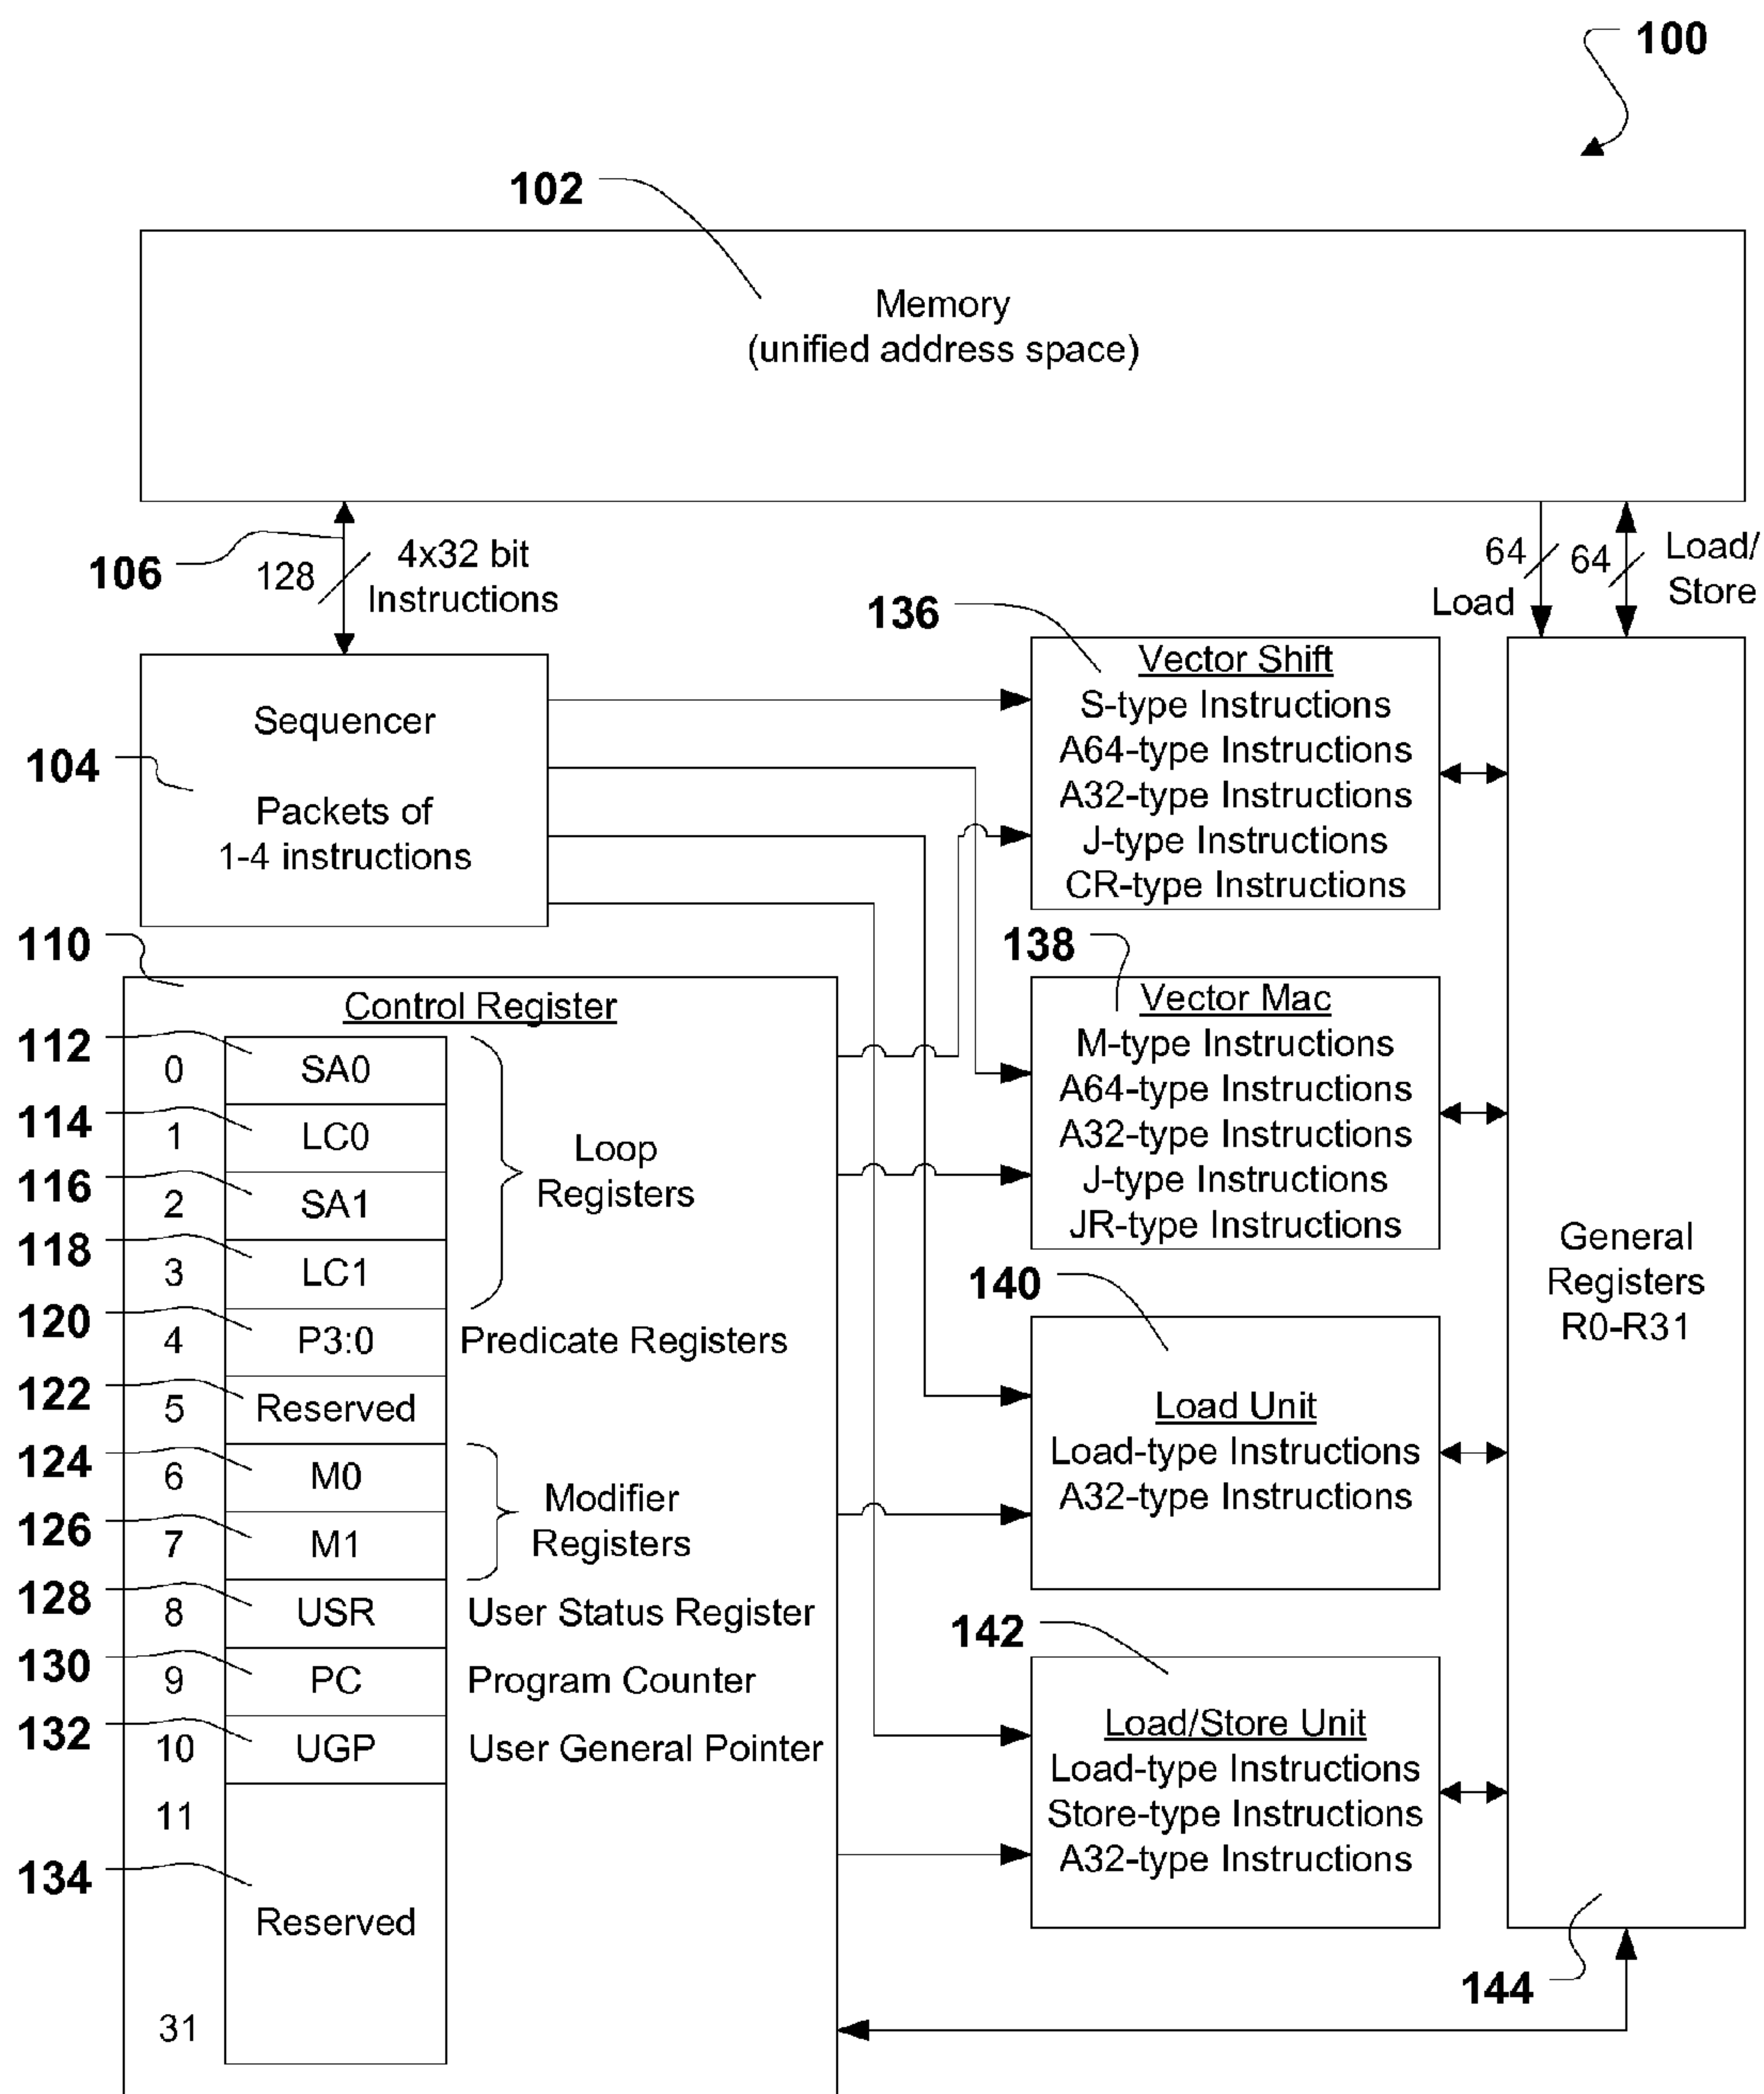 100
102
Memory
(unified address space)
106
128
4x32 bit
Instructions
64
64
Load
Load/
Store
104
Sequencer
Packets of
1-4 instructions
136
Vector Shift
S-type Instructions
A64-type Instructions
A32-type Instructions
J-type Instructions
CR-type Instructions
138
Vector Mac
M-type Instructions
A64-type Instructions
A32-type Instructions
J-type Instructions
JR-type Instructions
140
Load Unit
Load-type Instructions
A32-type Instructions
142
Load/Store Unit
Load-type Instructions
Store-type Instructions
A32-type Instructions
General
Registers
R0-R31
144
110
Control Register
112
0 SA0
114
1 LC0
116
2 SA1
118
3 LC1
Loop
Registers
120
4 P3:0 Predicate Registers
122
5 Reserved
124
6 M0
126
7 M1
Modifier
Registers
128
8 USR User Status Register
130
9 PC Program Counter
132
10 UGP User General Pointer
11
134
Reserved
31